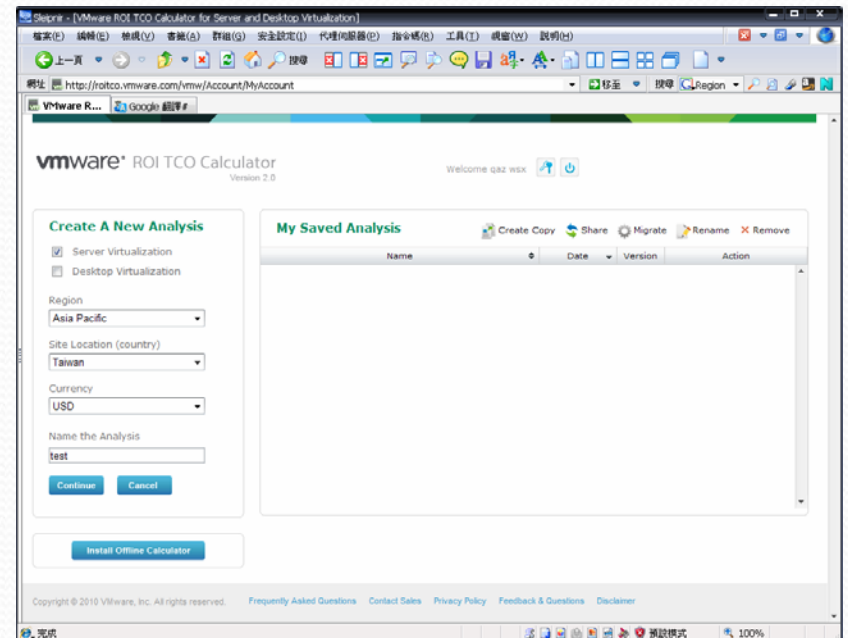 Sleipnir - [VMware ROI TCO Calculator for Server and Desktop Virtualization]
檔案(F) 編輯(E) 檢視(V) 書籤(A) 群組(G) 安全設定(I) 代理伺服器(P) 指令碼(R) 工具(T) 視窗(W) 說明(H)
上一頁 搜尋
網址 http://roitco.vmware.com/vmw/Account/MyAccount 移至 搜尋 Region
VMware R... Google 翻譯
vmware ROI TCO Calculator
Version 2.0
Welcome qaz wsx
Create A New Analysis
Server Virtualization
Desktop Virtualization
Region
Asia Pacific
Site Location (country)
Taiwan
Currency
USD
Name the Analysis
test
Continue Cancel
Install Offline Calculator
My Saved Analysis
Create Copy Share Migrate Rename Remove
Name Date Version Action
Copyright © 2010 VMware, Inc. All rights reserved. Frequently Asked Questions Contact Sales Privacy Policy Feedback & Questions Disclaimer
完成 預設模式 100%